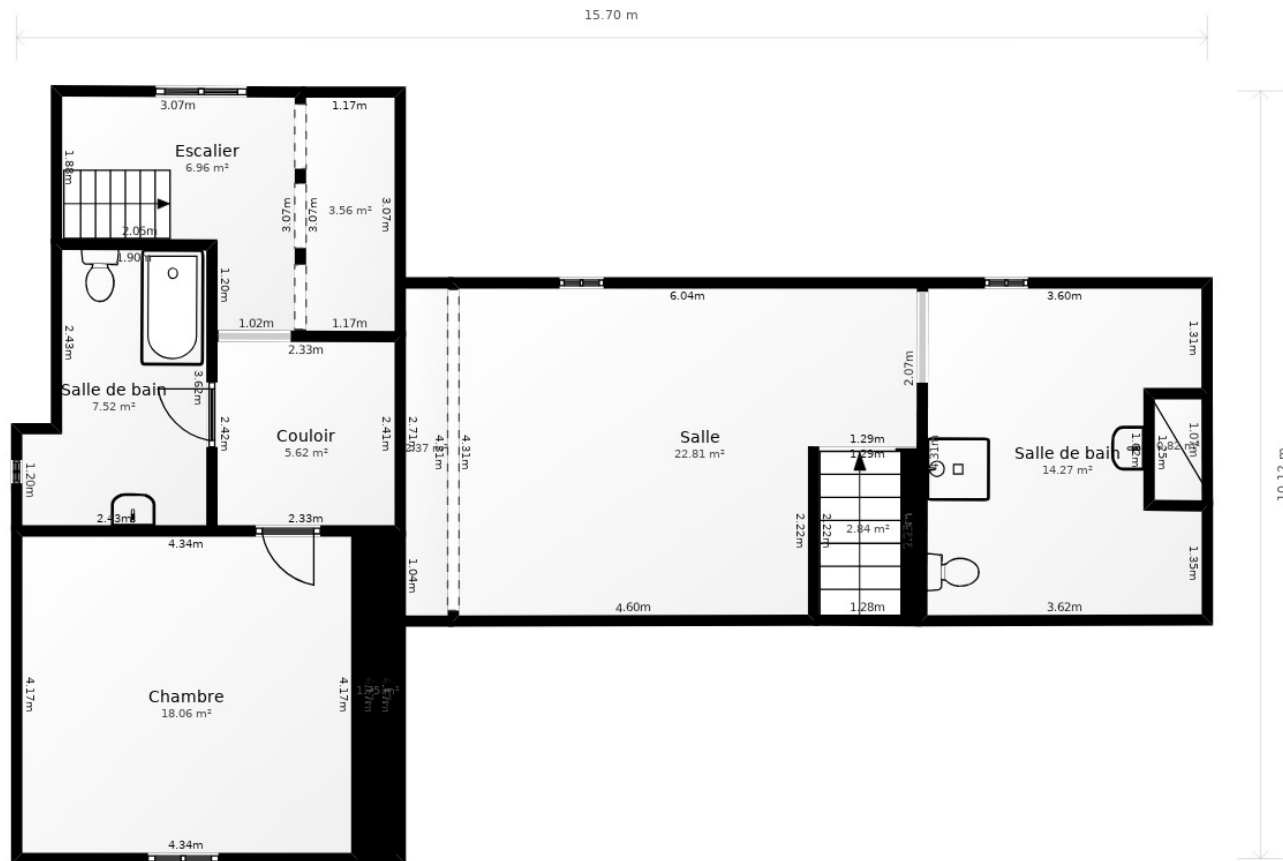 15.70 m
3.07m
1.17m
Escalier
6.96 m²
1.88m
3.07m
3.07m
3.56 m²
3.07m
2.05m
1.90m
1.20m
1.02m
1.17m
2.33m
2.43m
3.62m
Salle de bain
7.52 m²
2.42m
Couloir
5.62 m²
2.41m
1.20m
2.43m
2.33m
6.04m
3.60m
2.71m
4.31m
2.07m
1.31m
Salle
22.81 m²
1.29m
1.29m
Salle de bain
14.27 m²
1.07m
2.22m
2.22m
2.84 m²
1.04m
4.60m
1.28m
3.62m
1.35m
4.34m
Chambre
18.06 m²
4.17m
4.17m
4.34m